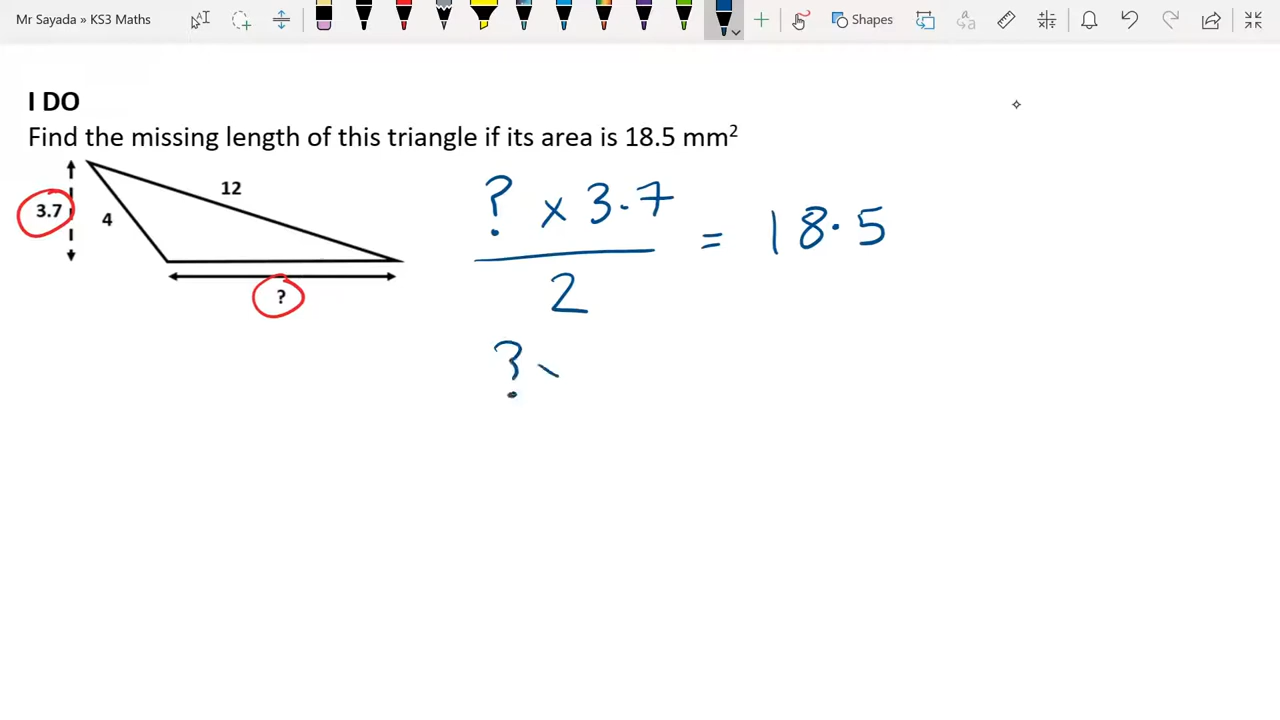 Mr Sayada » KS3 Maths
Shapes
I DO
Find the missing length of this triangle if its area is 18.5 mm²
12
3.7
4
?
? × 3.7
2
= 18.5
?